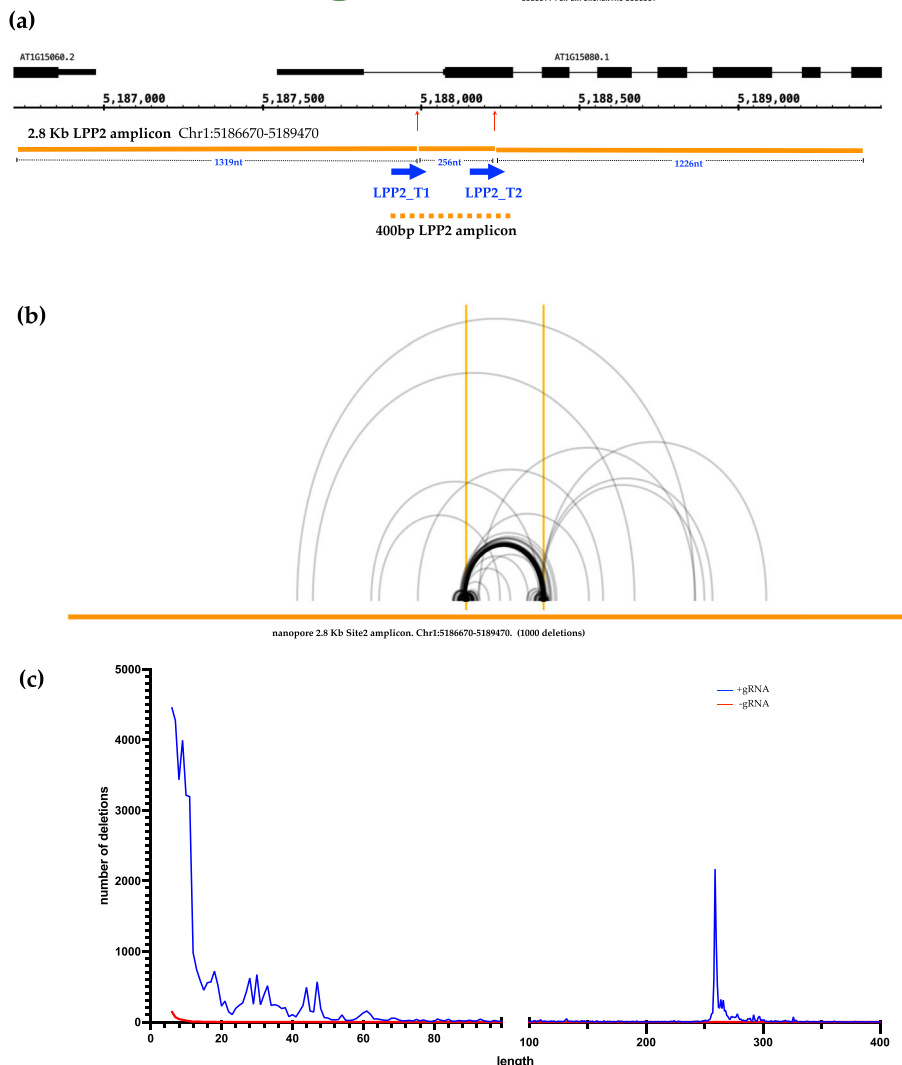 (a)
AT1G15060.2 AT1G15080.1
5,187,000 5,187,500 5,188,000 5,188,500 5,189,000
2.8 Kb LPP2 amplicon Chr1:5186670-5189470
1319nt 256nt 1226nt
LPP2_T1 LPP2_T2
400bp LPP2 amplicon
(b)
nanopore 2.8 Kb Site2 amplicon. Chr1:5186670-5189470. (1000 deletions)
(c)
5000
+gRNA
-gRNA
4000
3000
number of deletions
2000
1000
0
0 20 40 60 80 100 200 300 400
length